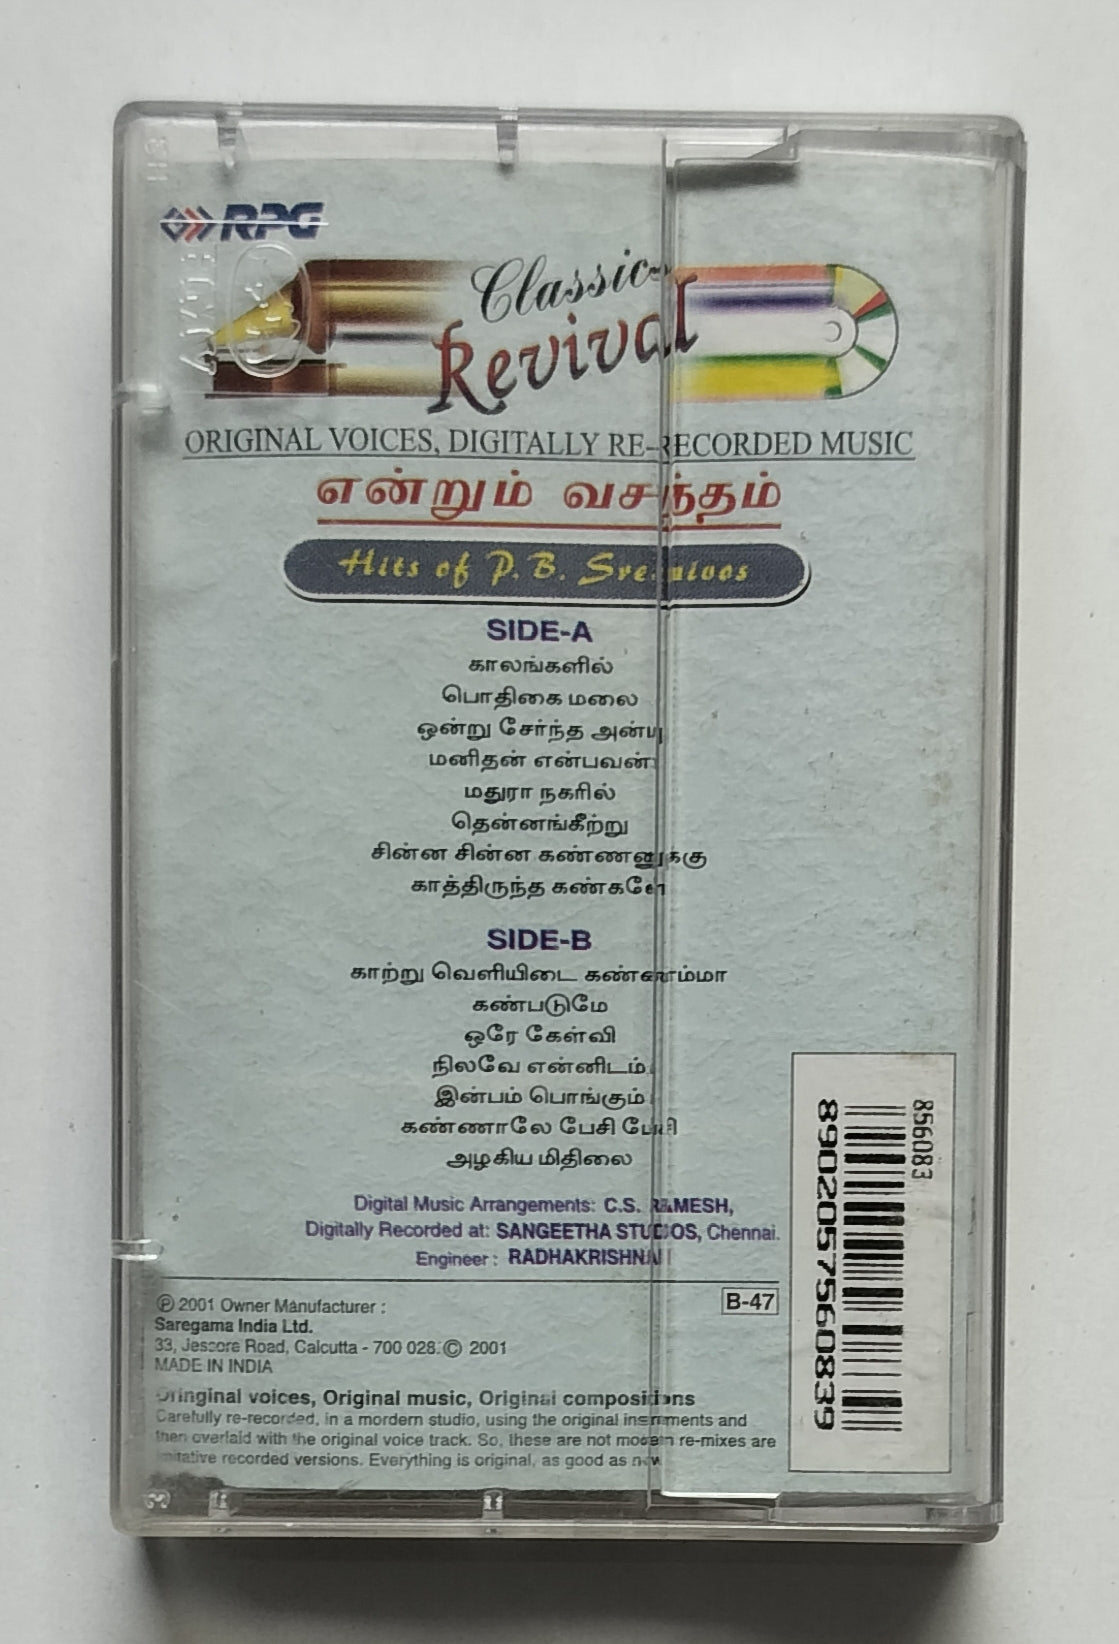 RPG
Classic
Revival
ORIGINAL VOICES, DIGITALLY RE-RECORDED MUSIC
என்றும் வசந்தம்
Hits of P.B. Sreenivos
SIDE-A
காலங்களில்
பொதிகை மலை
ஒன்று சேர்ந்த அன்பு
மனிதன் என்பவன்
மதுரா நகரில்
தென்னங்கீற்று
சின்ன சின்ன கண்ணனுக்கு
காத்திருந்த கண்களே
SIDE-B
காற்று வெளியிடை கண்ணம்மா
கண்படுமே
ஒரே கேள்வி
நிலவே என்னிடம்
இன்பம் பொங்கும்
கண்ணாலே பேசி பேசி
அழகிய மிதிலை
Digital Music Arrangements: C.S. RAMESH,
Digitally Recorded at: SANGEETHA STUDIOS, Chennai.
Engineer : RADHAKRISHNAN
B-47
Ⓟ 2001 Owner Manufacturer :
Saregama India Ltd.
33, Jessore Road, Calcutta - 700 028. © 2001
MADE IN INDIA
Oringinal voices, Original music, Original compositions
Carefully re-recorded, in a mordern studio, using the original instruments and
then overlaid with the original voice track. So, these are not modern re-mixes are
imitative recorded versions. Everything is original, as good as new
856083
8902057560839